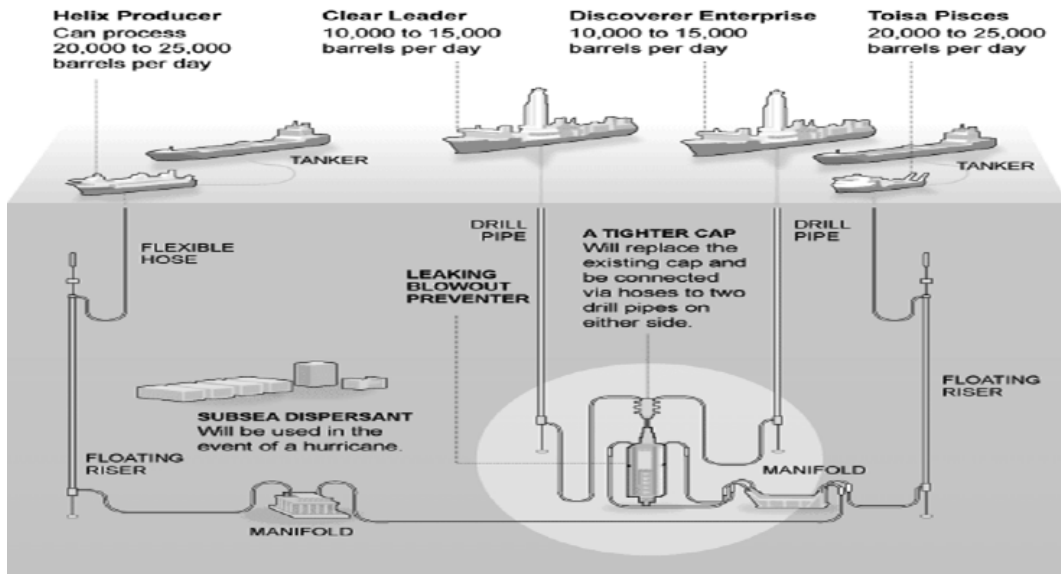 Helix Producer
Can process
20,000 to 25,000
barrels per day
Clear Leader
10,000 to 15,000
barrels per day
Discoverer Enterprise
10,000 to 15,000
barrels per day
Toisa Pisces
20,000 to 25,000
barrels per day
TANKER
TANKER
FLEXIBLE
HOSE
DRILL
PIPE
A TIGHTER CAP
Will replace the
existing cap and
be connected
via hoses to two
drill pipes on
either side.
DRILL
PIPE
LEAKING
BLOWOUT
PREVENTER
SUBSEA DISPERSANT
Will be used in the
event of a hurricane.
FLOATING
RISER
FLOATING
RISER
MANIFOLD
MANIFOLD